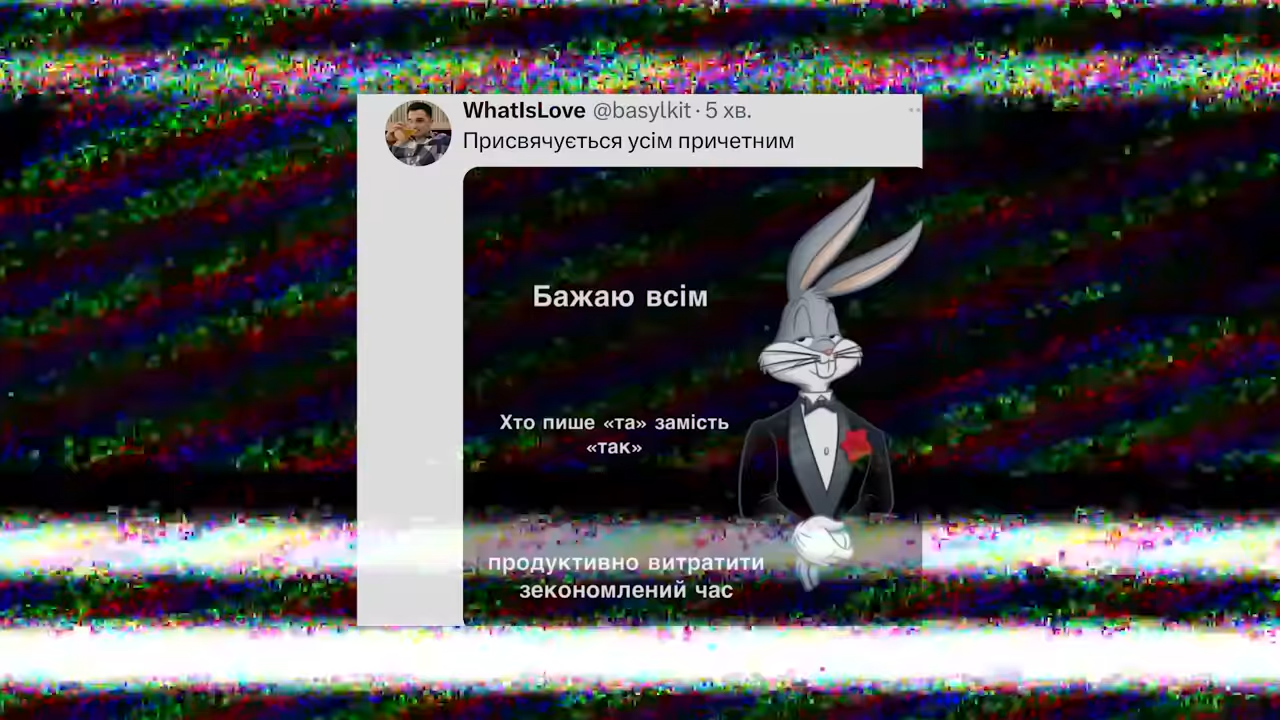 WhatIsLove @basylkit · 5 хв.
Присвячується усім причетним
Бажаю всім
Хто пише «та» замість
«так»
продуктивно витратити
зекономлений час